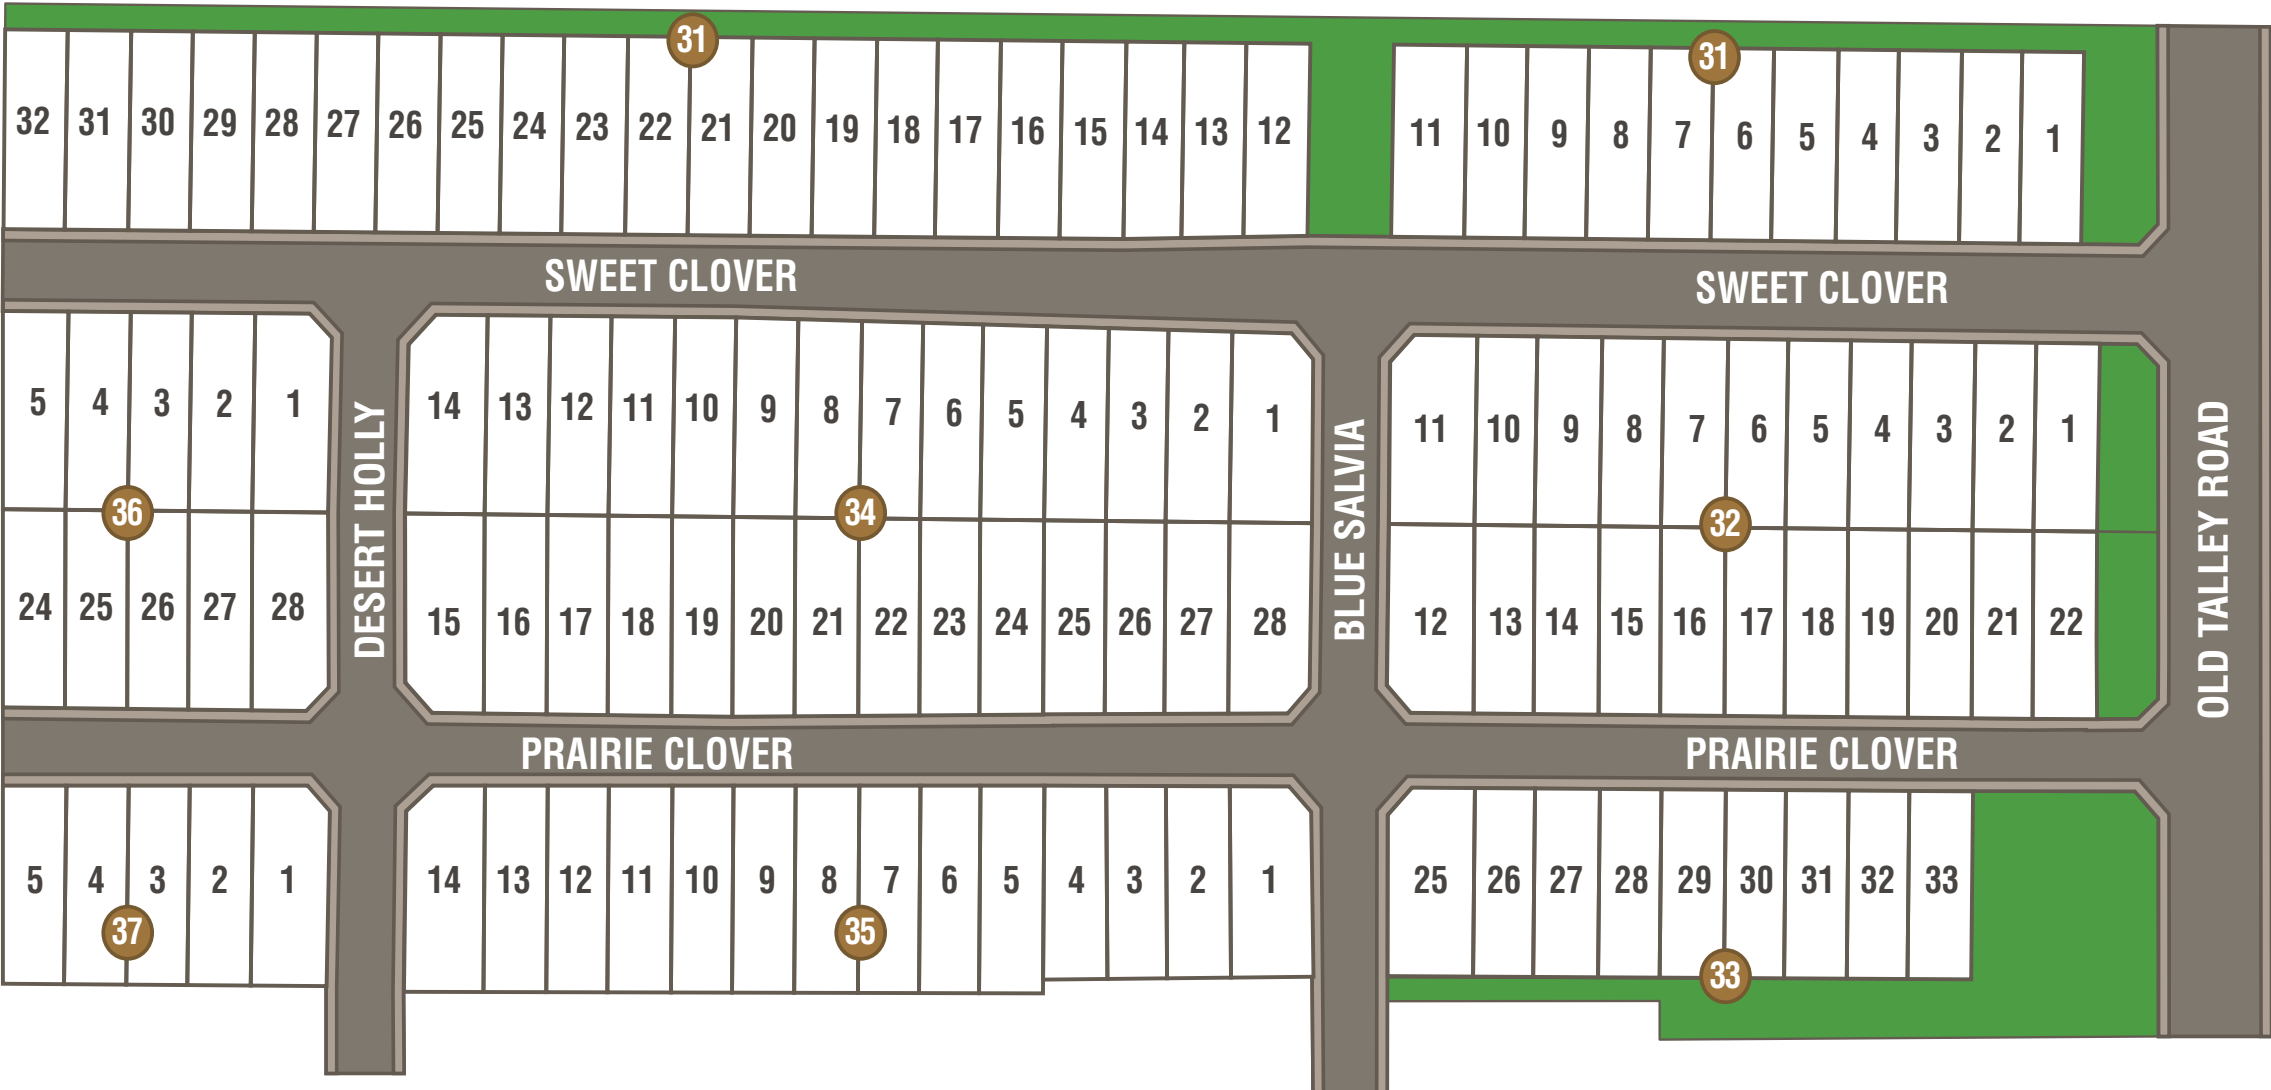 31 31
32 31 30 29 28 27 26 25 24 23 22 21 20 19 18 17 16 15 14 13 12 11 10 9 8 7 6 5 4 3 2 1
SWEET CLOVER SWEET CLOVER
5 4 3 2 1 14 13 12 11 10 9 8 7 6 5 4 3 2 1 11 10 9 8 7 6 5 4 3 2 1
36 34 32
DESERT HOLLY
BLUE SALVIA
OLD TALLEY ROAD
24 25 26 27 28 15 16 17 18 19 20 21 22 23 24 25 26 27 28 12 13 14 15 16 17 18 19 20 21 22
PRAIRIE CLOVER PRAIRIE CLOVER
5 4 3 2 1 14 13 12 11 10 9 8 7 6 5 4 3 2 1 25 26 27 28 29 30 31 32 33
37 35 33